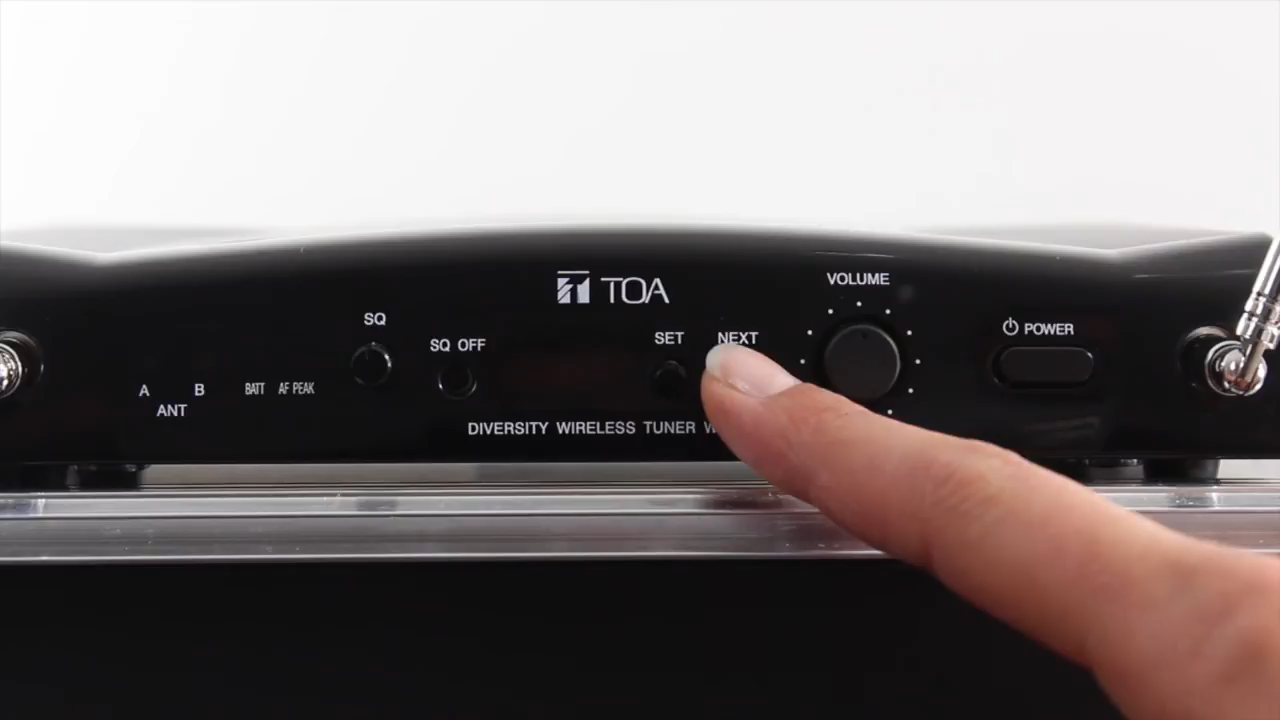 TOA
VOLUME
SQ
SQ OFF
SET
NEXT
POWER
A
B
ANT
BATT
AF PEAK
DIVERSITY WIRELESS TUNER